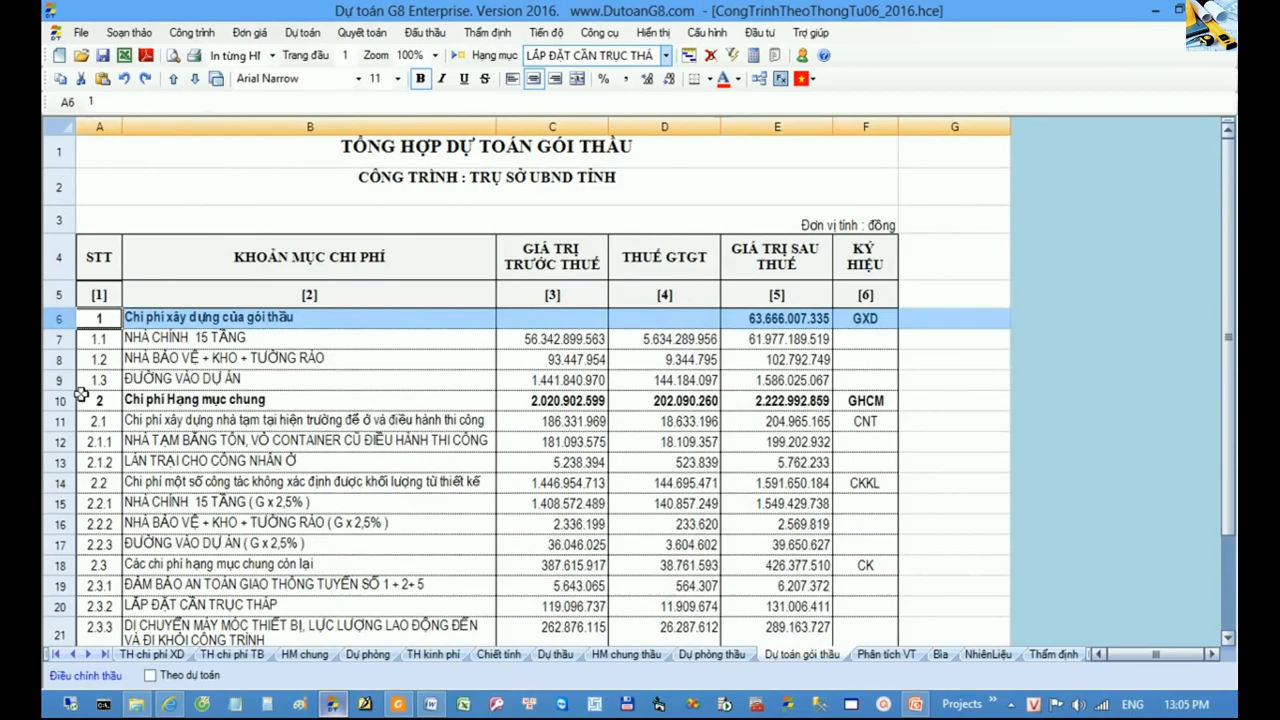 Dự toán G8 Enterprise. Version 2016. www.DutoanG8.com - [CongTrinhTheoThongTu06_2016.hce]
File Sửa Công trình Đơn giá Dự toán Quyết toán Đấu thầu Thẩm định Tiến độ Công cụ Hiển thị Cấu hình Đầu tư Trợ giúp
In từng HM Trang đầu 1 Zoom 100% Hạng mục LẮP ĐẶT CẦN TRỤC THÁ
Arial Narrow 11 B I U S % ,
A6 1
A B C D E F G
1 TỔNG HỢP DỰ TOÁN GÓI THẦU
2 CÔNG TRÌNH : TRỤ SỞ UBND TỈNH
3 Đơn vị tính : đồng
4 STT KHOẢN MỤC CHI PHÍ GIÁ TRỊ TRƯỚC THUẾ THUẾ GTGT GIÁ TRỊ SAU THUẾ KÝ HIỆU
5 [1] [2] [3] [4] [5] [6]
6 1 Chi phí xây dựng của gói thầu 63.666.007.335 GXD
7 1.1 NHÀ CHÍNH 15 TẦNG 56.342.899.563 5.634.289.956 61.977.189.519
8 1.2 NHÀ BẢO VỆ + KHO + TƯỜNG RÀO 93.447.954 9.344.795 102.792.749
9 1.3 ĐƯỜNG VÀO DỰ ÁN 1.441.840.970 144.184.097 1.586.025.067
10 2 Chi phí Hạng mục chung 2.020.902.599 202.090.260 2.222.992.859 GHCM
11 2.1 Chi phí xây dựng nhà tạm tại hiện trường để ở và điều hành thi công 186.331.969 18.633.196 204.965.165 CNT
12 2.1.1 NHÀ TẠM BẰNG TÔN, VỎ CONTAINER CŨ ĐIỀU HÀNH THI CÔNG 181.093.575 18.109.357 199.202.932
13 2.1.2 LÁN TRẠI CHO CÔNG NHÂN Ở 5.238.394 523.839 5.762.233
14 2.2 Chi phí một số công tác không xác định được khối lượng từ thiết kế 1.446.954.713 144.695.471 1.591.650.184 CKKL
15 2.2.1 NHÀ CHÍNH 15 TẦNG ( G x 2,5% ) 1.408.572.489 140.857.249 1.549.429.738
16 2.2.2 NHÀ BẢO VỆ + KHO + TƯỜNG RÀO ( G x 2,5% ) 2.336.199 233.620 2.569.819
17 2.2.3 ĐƯỜNG VÀO DỰ ÁN ( G x 2,5% ) 36.046.025 3.604.602 39.650.627
18 2.3 Các chi phí hạng mục chung còn lại 387.615.917 38.761.593 426.377.510 CK
19 2.3.1 ĐẢM BẢO AN TOÀN GIAO THÔNG TUYẾN SỐ 1 + 2+ 5 5.643.065 564.307 6.207.372
20 2.3.2 LẮP ĐẶT CẦN TRỤC THÁP 119.096.737 11.909.674 131.006.411
21 2.3.3 DI CHUYỂN MÁY MÓC THIẾT BỊ, LỰC LƯỢNG LAO ĐỘNG ĐẾN VÀ ĐI KHỎI CÔNG TRÌNH 262.876.115 26.287.612 289.163.727
TH chi phí XD TH chi phí TB HM chung Dự phòng TH kinh phí Chiết tính Dự thầu HM chung thầu Dự phòng thầu Dự toán gói thầu Phân tích VT Bìa NhiênLiệu Thẩm định
Điều chỉnh thầu Theo dự toán
Projects ENG 13:05 PM